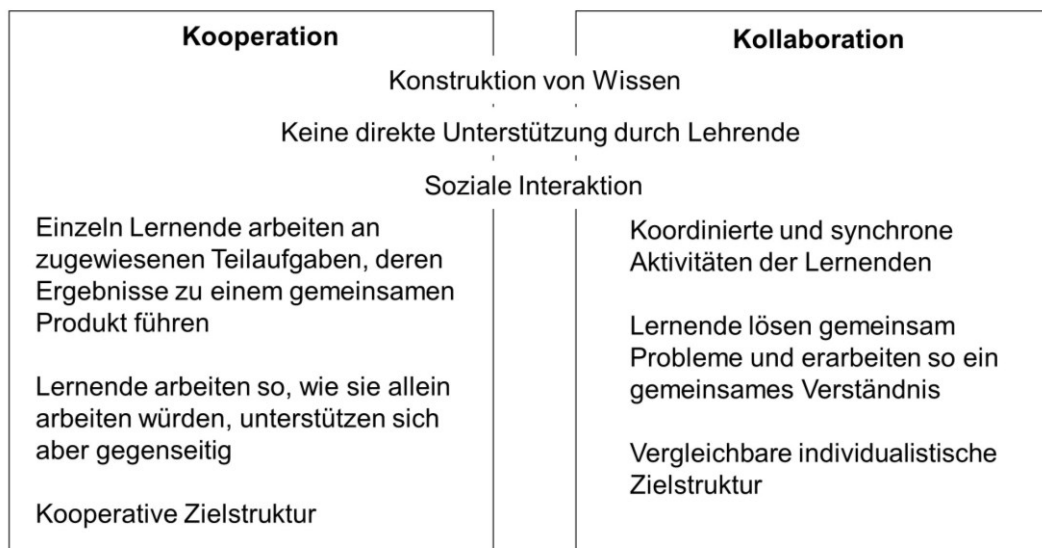 Kooperation
Kollaboration
Konstruktion von Wissen
Keine direkte Unterstützung durch Lehrende
Soziale Interaktion
Einzeln Lernende arbeiten an
zugewiesenen Teilaufgaben, deren
Ergebnisse zu einem gemeinsamen
Produkt führen
Lernende arbeiten so, wie sie allein
arbeiten würden, unterstützen sich
aber gegenseitig
Kooperative Zielstruktur
Koordinierte und synchrone
Aktivitäten der Lernenden
Lernende lösen gemeinsam
Probleme und erarbeiten so ein
gemeinsames Verständnis
Vergleichbare individualistische
Zielstruktur